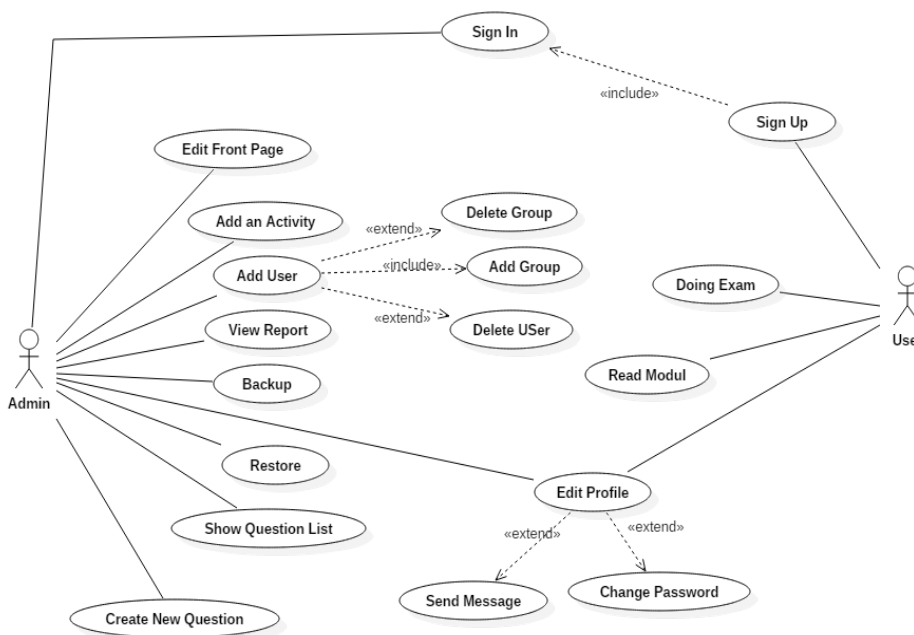 Sign In
«include»
Sign Up
Edit Front Page
Add an Activity
Delete Group
«extend»
Add User
«include»
Add Group
Doing Exam
«extend»
View Report
Delete USer
Use
Read Modul
Backup
Admin
Restore
Edit Profile
Show Question List
«extend»
«extend»
Send Message
Change Password
Create New Question